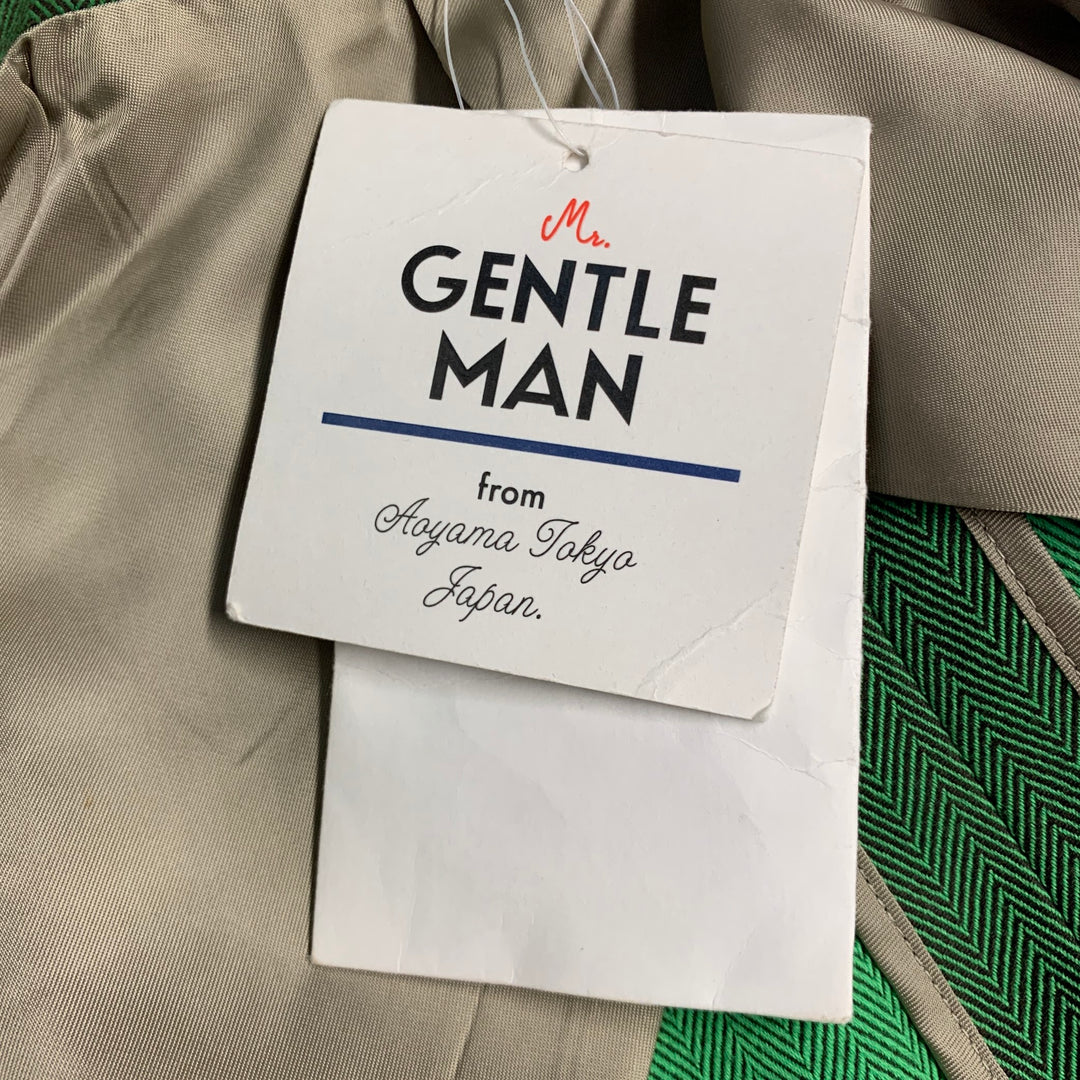 Mr.
GENTLE
MAN
from
Aoyama Tokyo
Japan.